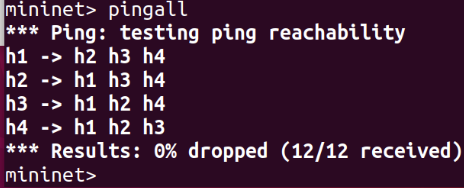 mininet> pingall
*** Ping: testing ping reachability
h1 -> h2 h3 h4
h2 -> h1 h3 h4
h3 -> h1 h2 h4
h4 -> h1 h2 h3
*** Results: 0% dropped (12/12 received)
mininet>